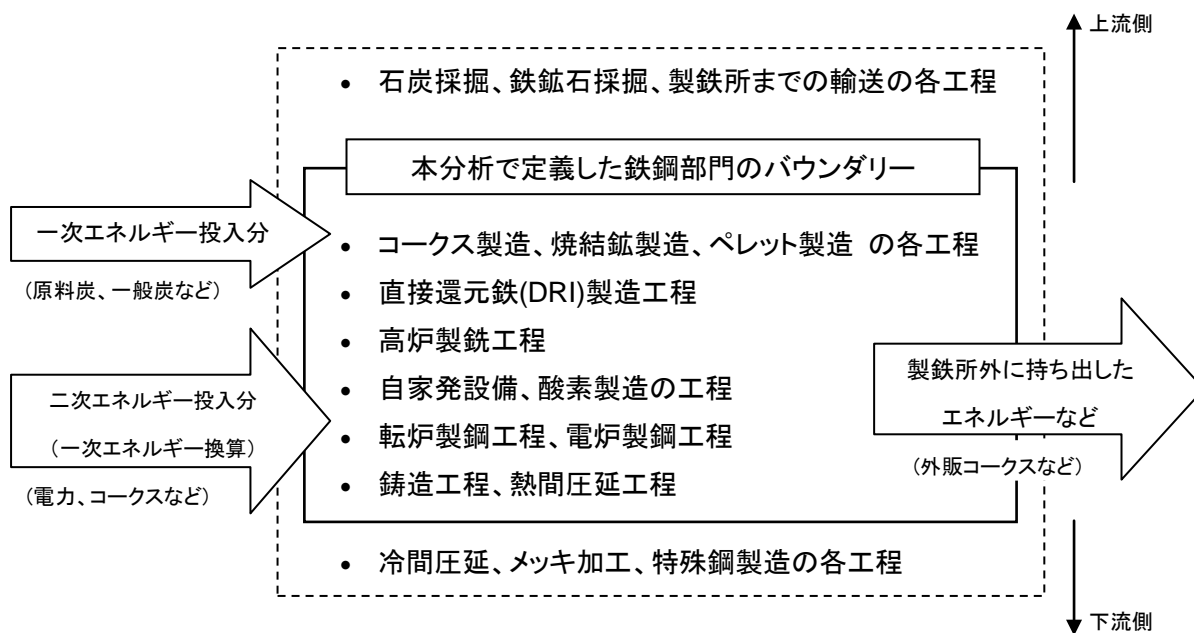 上流側
• 石炭採掘、鉄鉱石採掘、製鉄所までの輸送の各工程
本分析で定義した鉄鋼部門のバウンダリー
一次エネルギー投入分
(原料炭、一般炭など)
• コークス製造、焼結鉱製造、ペレット製造 の各工程
• 直接還元鉄(DRI)製造工程
• 高炉製銑工程
• 自家発設備、酸素製造の工程
• 転炉製鋼工程、電炉製鋼工程
• 鋳造工程、熱間圧延工程
二次エネルギー投入分
(一次エネルギー換算)
(電力、コークスなど)
製鉄所外に持ち出した
エネルギーなど
(外販コークスなど)
• 冷間圧延、メッキ加工、特殊鋼製造の各工程
下流側